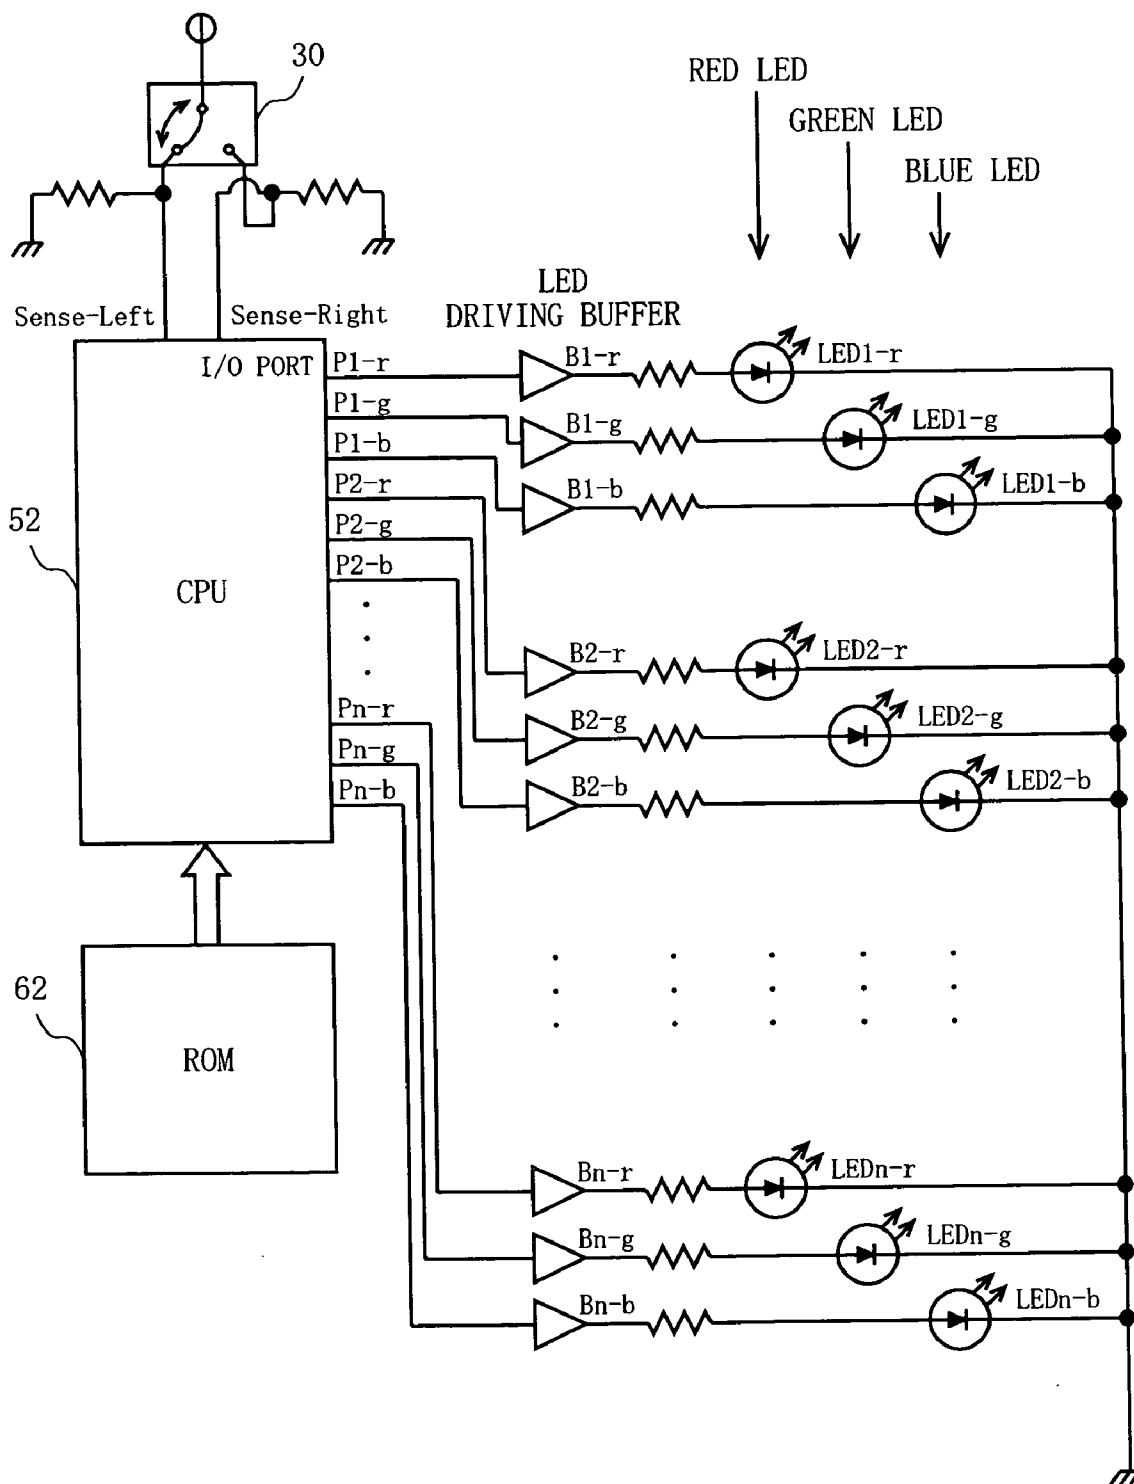 30
RED LED
GREEN LED
BLUE LED
Sense-Left
Sense-Right
LED
DRIVING BUFFER
I/O PORT
P1-r
P1-g
P1-b
P2-r
P2-g
P2-b
Pn-r
Pn-g
Pn-b
52
CPU
62
ROM
B1-r
LED1-r
B1-g
LED1-g
B1-b
LED1-b
B2-r
LED2-r
B2-g
LED2-g
B2-b
LED2-b
Bn-r
LEDn-r
Bn-g
LEDn-g
Bn-b
LEDn-b